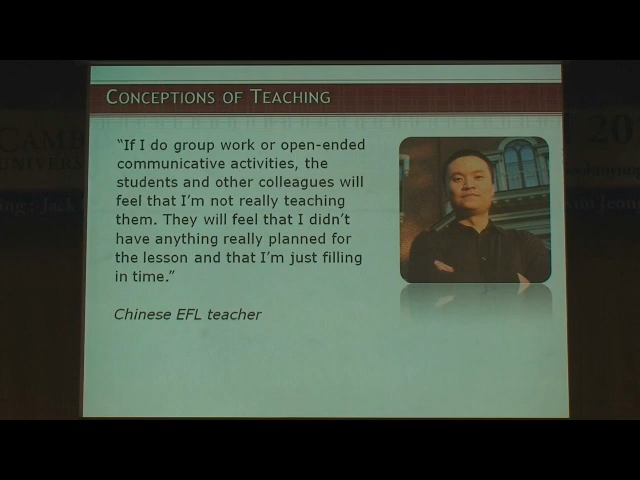 CONCEPTIONS OF TEACHING
“If I do group work or open-ended
communicative activities, the
students and other colleagues will
feel that I’m not really teaching
them. They will feel that I didn’t
have anything really planned for
the lesson and that I’m just filling
in time.”
Chinese EFL teacher
20